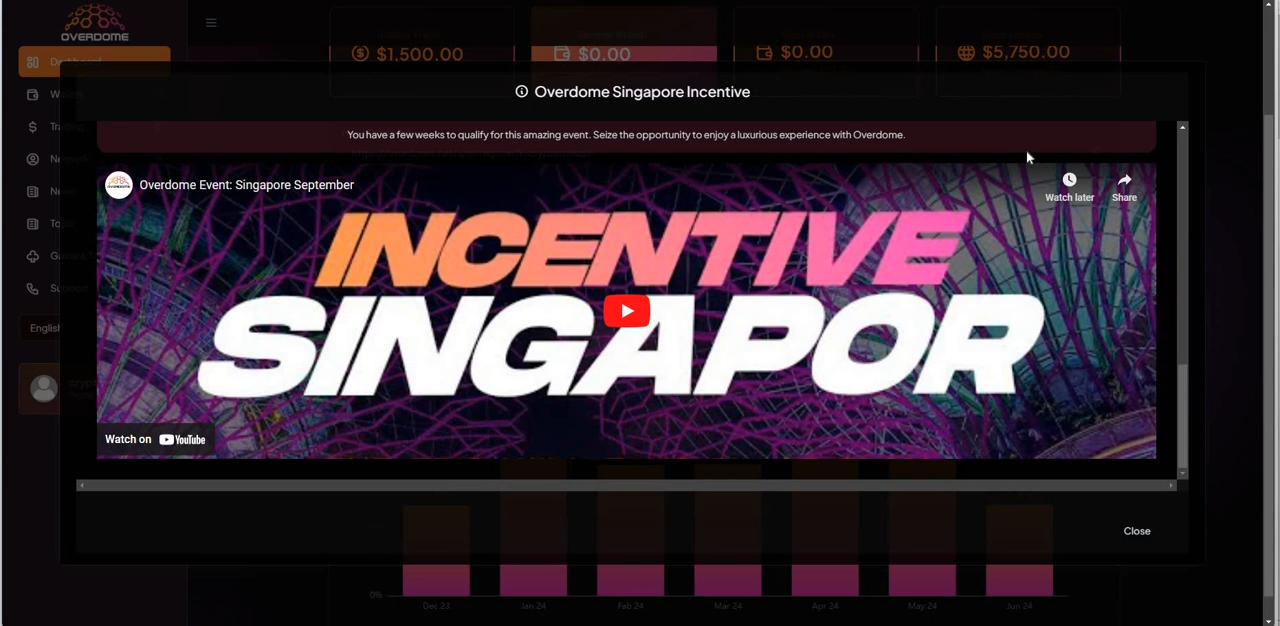 OVERDOME
$1,500.00
$0.00
$0.00
$5,750.00
Dashboard
Overdome Singapore Incentive
You have a few weeks to qualify for this amazing event. Seize the opportunity to enjoy a luxurious experience with Overdome.
Overdome Event: Singapore September
Watch later
Share
INCENTIVE
SINGAPOR
Watch on YouTube
English
Close
0%
Dec 23
Jan 24
Feb 24
Mar 24
Apr 24
May 24
Jun 24